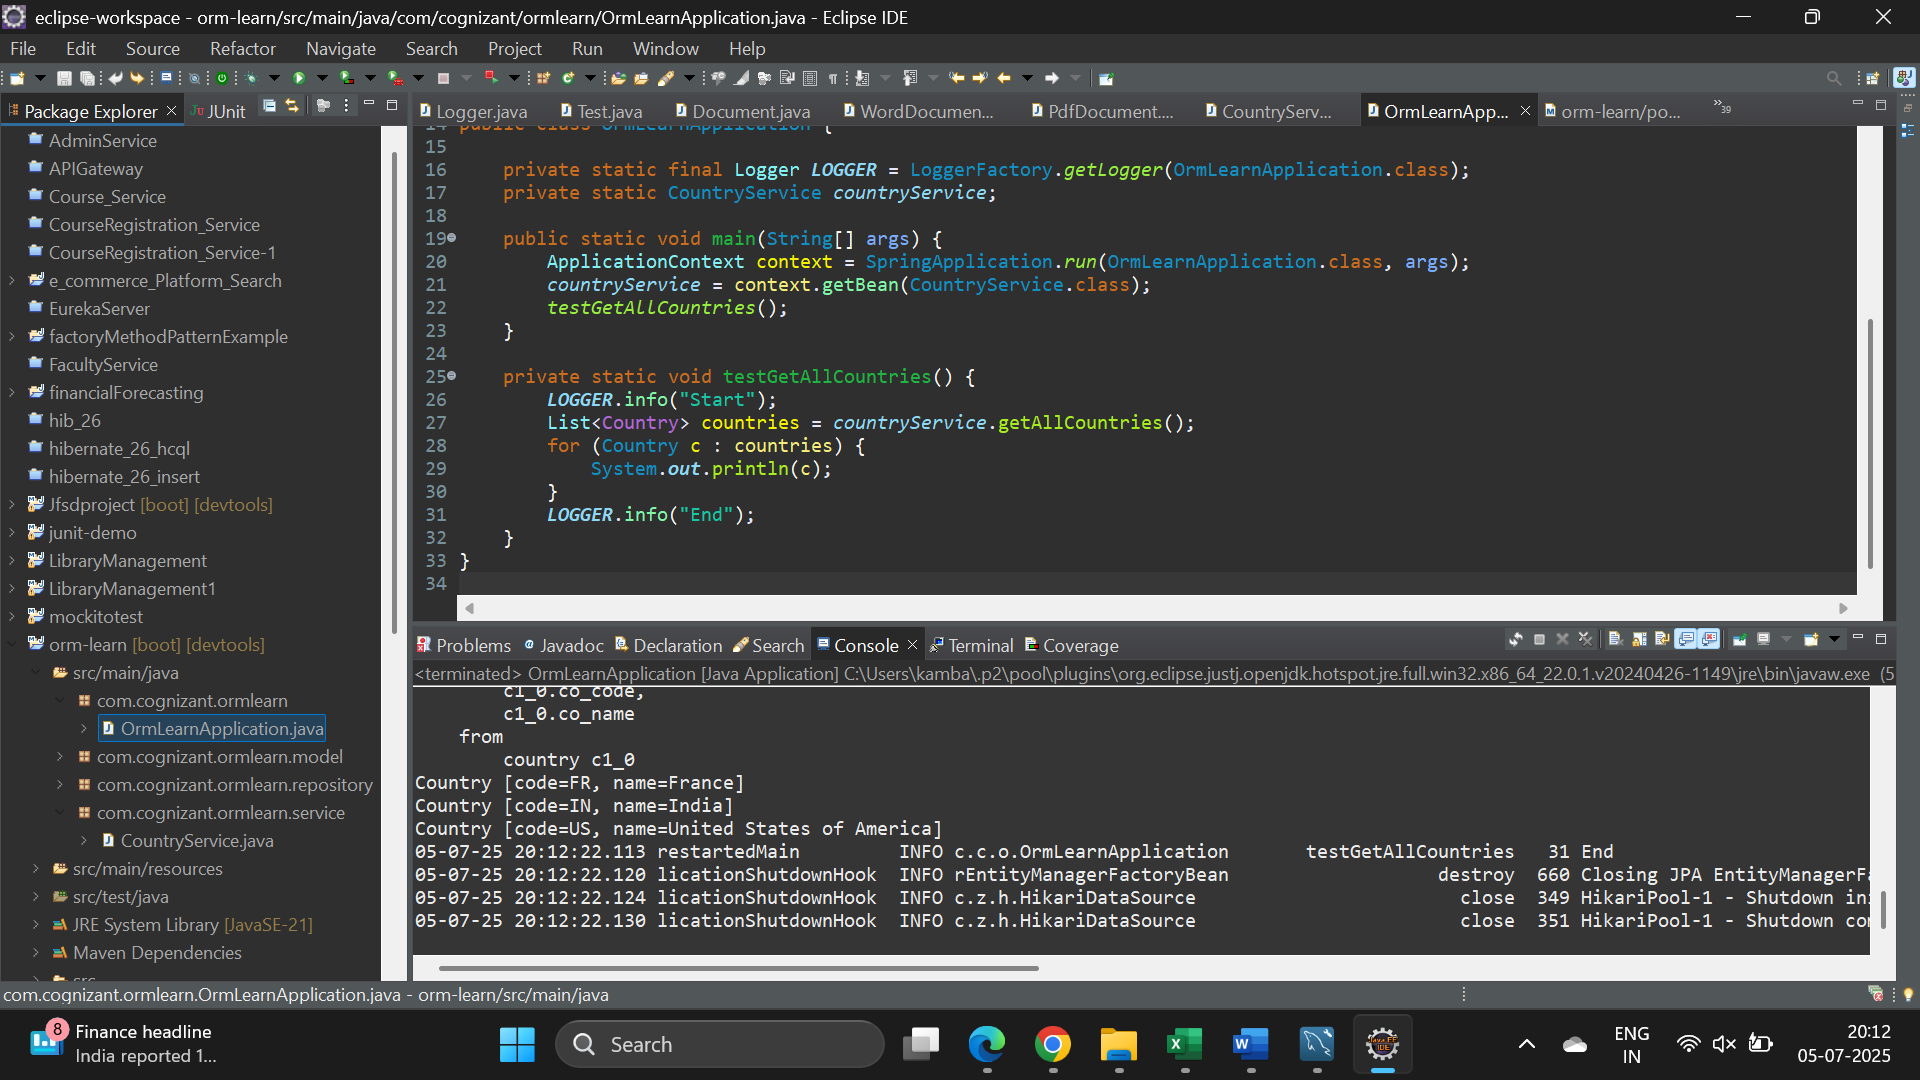 eclipse-workspace - orm-learn/src/main/java/com/cognizant/ormlearn/OrmLearnApplication.java - Eclipse IDE
File Edit Source Refactor Navigate Search Project Run Window Help
Package Explorer JUnit
AdminService
APIGateway
Course_Service
CourseRegistration_Service
CourseRegistration_Service-1
e_commerce_Platform_Search
EurekaServer
factoryMethodPatternExample
FacultyService
financialForecasting
hib_26
hibernate_26_hcql
hibernate_26_insert
Jfsdproject [boot] [devtools]
junit-demo
LibraryManagement
LibraryManagement1
mockitotest
orm-learn [boot] [devtools]
src/main/java
com.cognizant.ormlearn
OrmLearnApplication.java
com.cognizant.ormlearn.model
com.cognizant.ormlearn.repository
com.cognizant.ormlearn.service
CountryService.java
src/main/resources
src/test/java
JRE System Library [JavaSE-21]
Maven Dependencies
src
Logger.java Test.java Document.java WordDocumen... PdfDocument.... CountryServ... OrmLearnApp... orm-learn/po... »39
14 public class OrmLearnApplication {
15
16 private static final Logger LOGGER = LoggerFactory.getLogger(OrmLearnApplication.class);
17 private static CountryService countryService;
18
19 public static void main(String[] args) {
20 ApplicationContext context = SpringApplication.run(OrmLearnApplication.class, args);
21 countryService = context.getBean(CountryService.class);
22 testGetAllCountries();
23 }
24
25 private static void testGetAllCountries() {
26 LOGGER.info("Start");
27 List<Country> countries = countryService.getAllCountries();
28 for (Country c : countries) {
29 System.out.println(c);
30 }
31 LOGGER.info("End");
32 }
33 }
34
Problems Javadoc Declaration Search Console Terminal Coverage
<terminated> OrmLearnApplication [Java Application] C:\Users\kamba\.p2\pool\plugins\org.eclipse.justj.openjdk.hotspot.jre.full.win32.x86_64_22.0.1.v20240426-1149\jre\bin\javaw.exe (5
c1_0.co_code,
c1_0.co_name
from
country c1_0
Country [code=FR, name=France]
Country [code=IN, name=India]
Country [code=US, name=United States of America]
05-07-25 20:12:22.113 restartedMain INFO c.c.o.OrmLearnApplication testGetAllCountries 31 End
05-07-25 20:12:22.120 licationShutdownHook INFO rEntityManagerFactoryBean destroy 660 Closing JPA EntityManagerFa
05-07-25 20:12:22.124 licationShutdownHook INFO c.z.h.HikariDataSource close 349 HikariPool-1 - Shutdown ini
05-07-25 20:12:22.130 licationShutdownHook INFO c.z.h.HikariDataSource close 351 HikariPool-1 - Shutdown com
com.cognizant.ormlearn.OrmLearnApplication.java - orm-learn/src/main/java
8
Finance headline
India reported 1...
Search
ENG
IN
20:12
05-07-2025